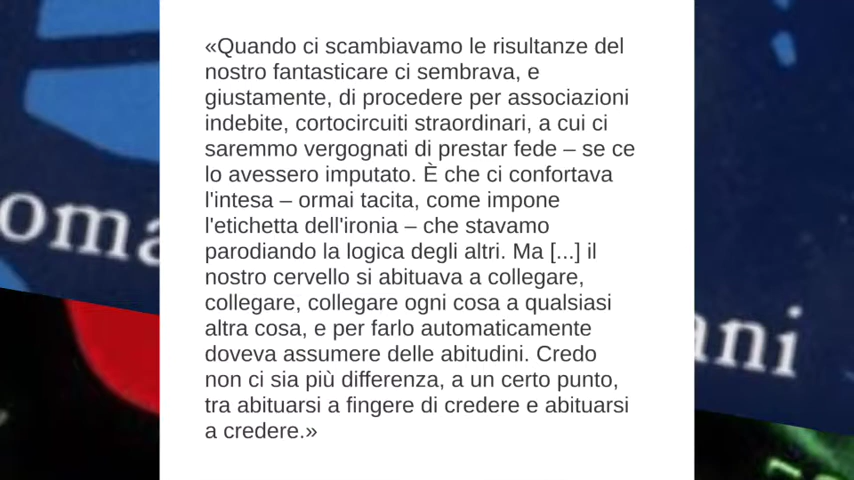 «Quando ci scambiavamo le risultanze del
nostro fantasticare ci sembrava, e
giustamente, di procedere per associazioni
indebite, cortocircuiti straordinari, a cui ci
saremmo vergognati di prestar fede – se ce
lo avessero imputato. È che ci confortava
l'intesa – ormai tacita, come impone
l'etichetta dell'ironia – che stavamo
parodiando la logica degli altri. Ma [...] il
nostro cervello si abituava a collegare,
collegare, collegare ogni cosa a qualsiasi
altra cosa, e per farlo automaticamente
doveva assumere delle abitudini. Credo
non ci sia più differenza, a un certo punto,
tra abituarsi a fingere di credere e abituarsi
a credere.»
oma
ani